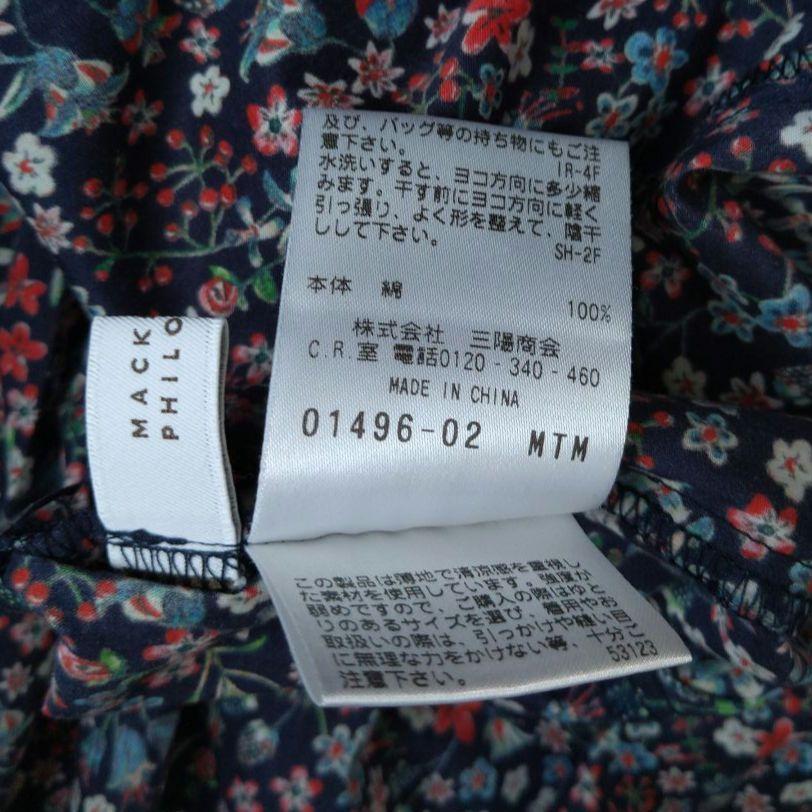 及び、バッグ等の持ち物にもご注
意下さい。
IR-4F
水洗いすると、ヨコ方向に多少縮
みます。干す前にヨコ方向に軽く
引っ張り、よく形を整えて、陰干
しして下さい。
SH-2F
本体 綿
100%
株式会社 三陽商会
C.R.室 電話0120-340-460
MADE IN CHINA
01496-02 MTM
MACK
PHILO
この製品は薄地で清涼感を重視し
た素材を使用しています。強度が
弱めですので、ご購入の際はゆと
りのあるサイズを選び、着用やお
取扱いの際は、引っかけや縫い目
に無理な力をかけない等、十分ご
注意下さい。
53123